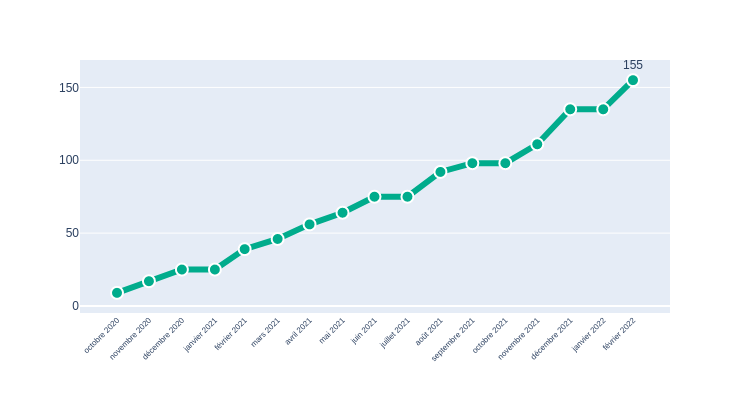 155
150
100
50
0
octobre 2020
novembre 2020
décembre 2020
janvier 2021
février 2021
mars 2021
avril 2021
mai 2021
juin 2021
juillet 2021
août 2021
septembre 2021
octobre 2021
novembre 2021
décembre 2021
janvier 2022
février 2022